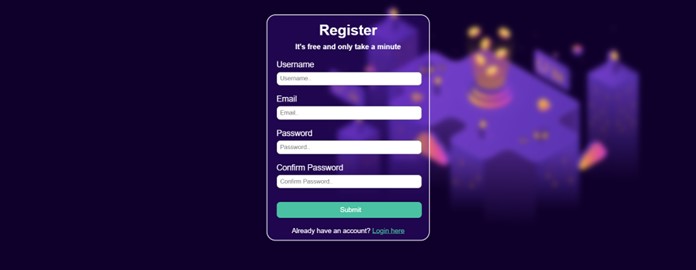 Register
It's free and only take a minute
Username
Username..
Email
Email..
Password
Password..
Confirm Password
Confirm Password..
Submit
Already have an account? Login here